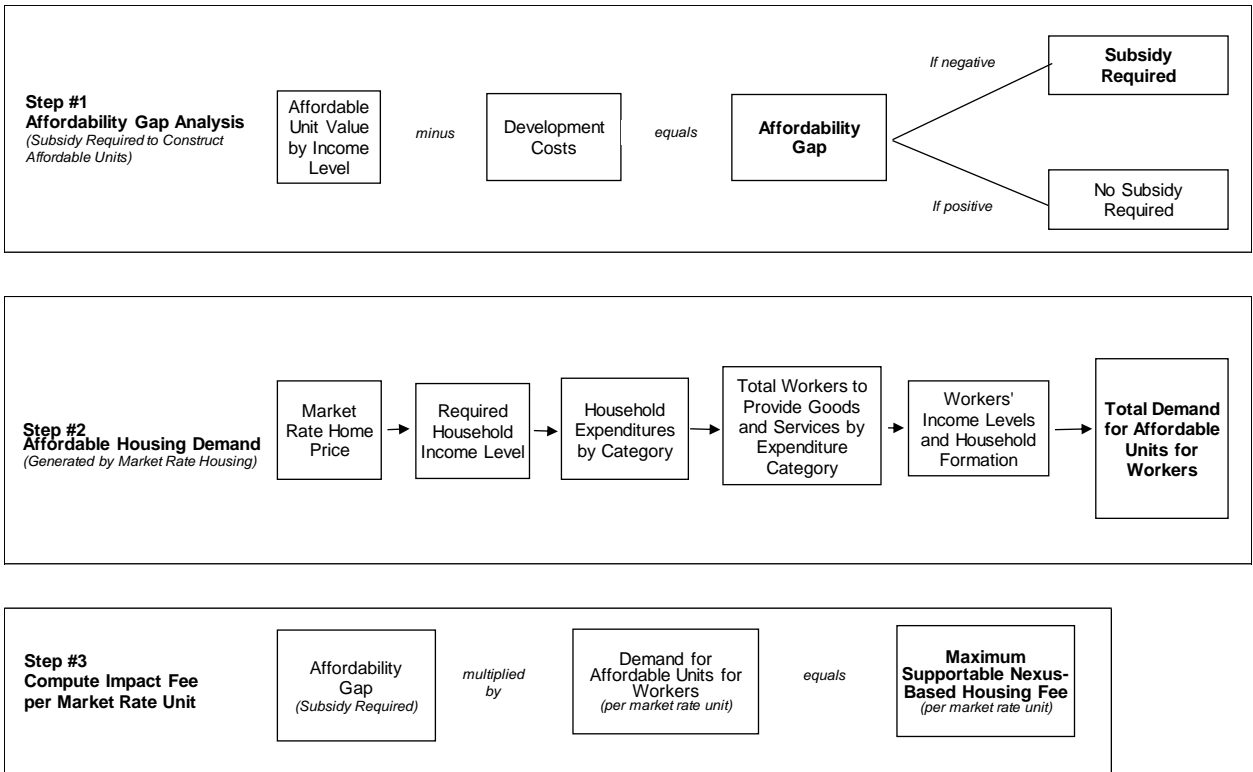 Step #1
Affordability Gap Analysis
(Subsidy Required to Construct
Affordable Units)
Affordable
Unit Value
by Income
Level
minus
Development
Costs
equals
Affordability
Gap
If negative
Subsidy
Required
If positive
No Subsidy
Required
Step #2
Affordable Housing Demand
(Generated by Market Rate Housing)
Market
Rate Home
Price
Required
Household
Income Level
Household
Expenditures
by Category
Total Workers to
Provide Goods
and Services by
Expenditure
Category
Workers'
Income Levels
and Household
Formation
Total Demand
for Affordable
Units for
Workers
Step #3
Compute Impact Fee
per Market Rate Unit
Affordability
Gap
(Subsidy Required)
multiplied
by
Demand for
Affordable Units for
Workers
(per market rate unit)
equals
Maximum
Supportable Nexus-
Based Housing Fee
(per market rate unit)